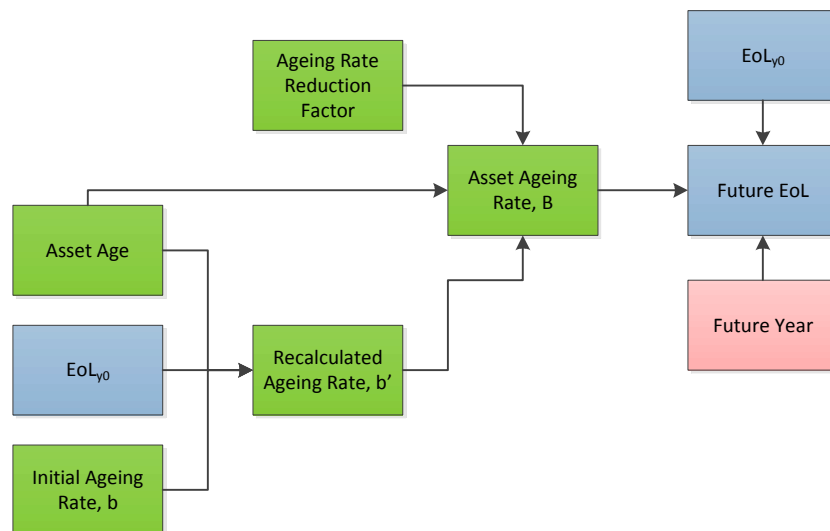 Ageing Rate
Reduction
Factor
EoLy0
Asset Ageing
Rate, B
Future EoL
Asset Age
Future Year
EoLy0
Recalculated
Ageing Rate, b’
Initial Ageing
Rate, b